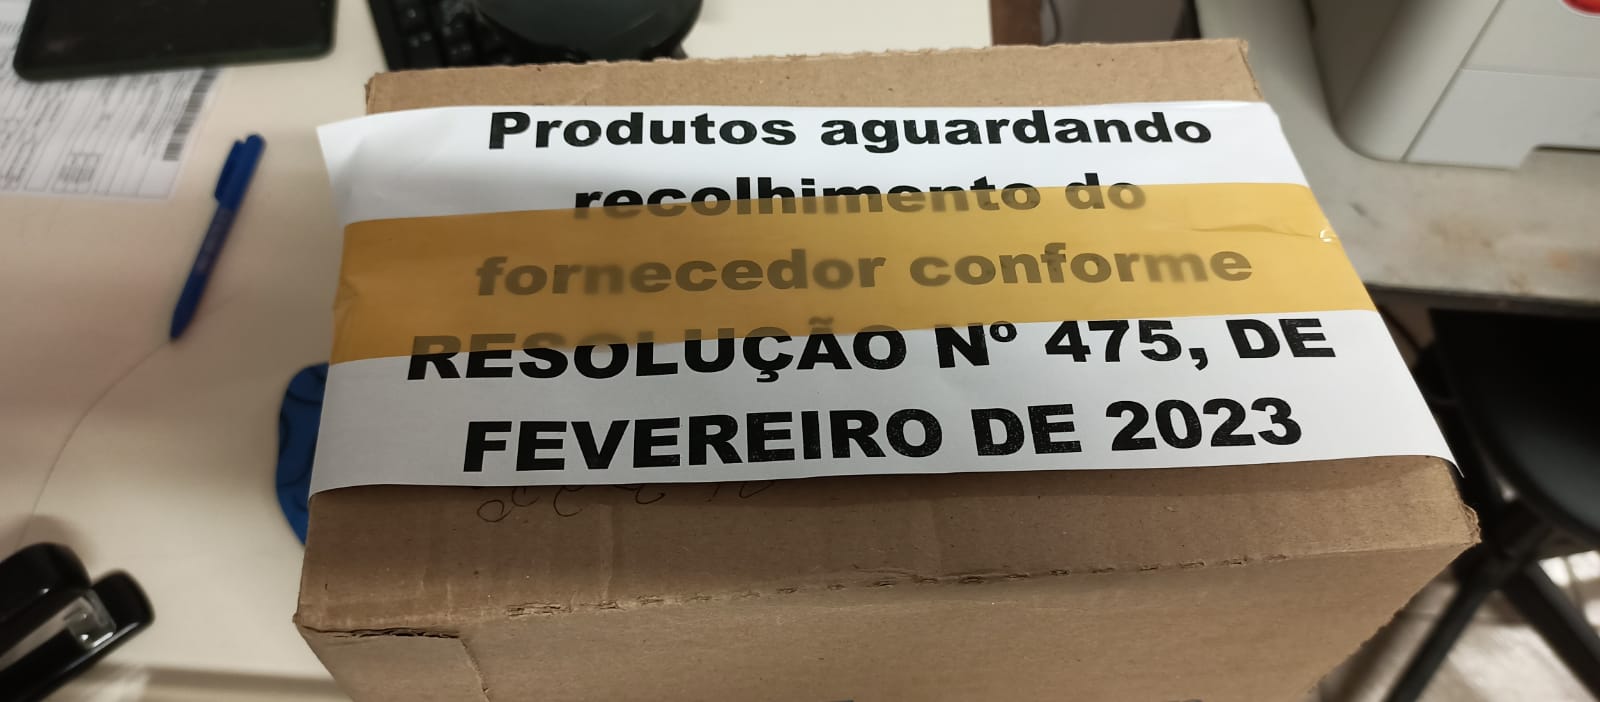 Produtos aguardando
recolhimento do
fornecedor conforme
RESOLUÇÃO Nº 475, DE
FEVEREIRO DE 2023